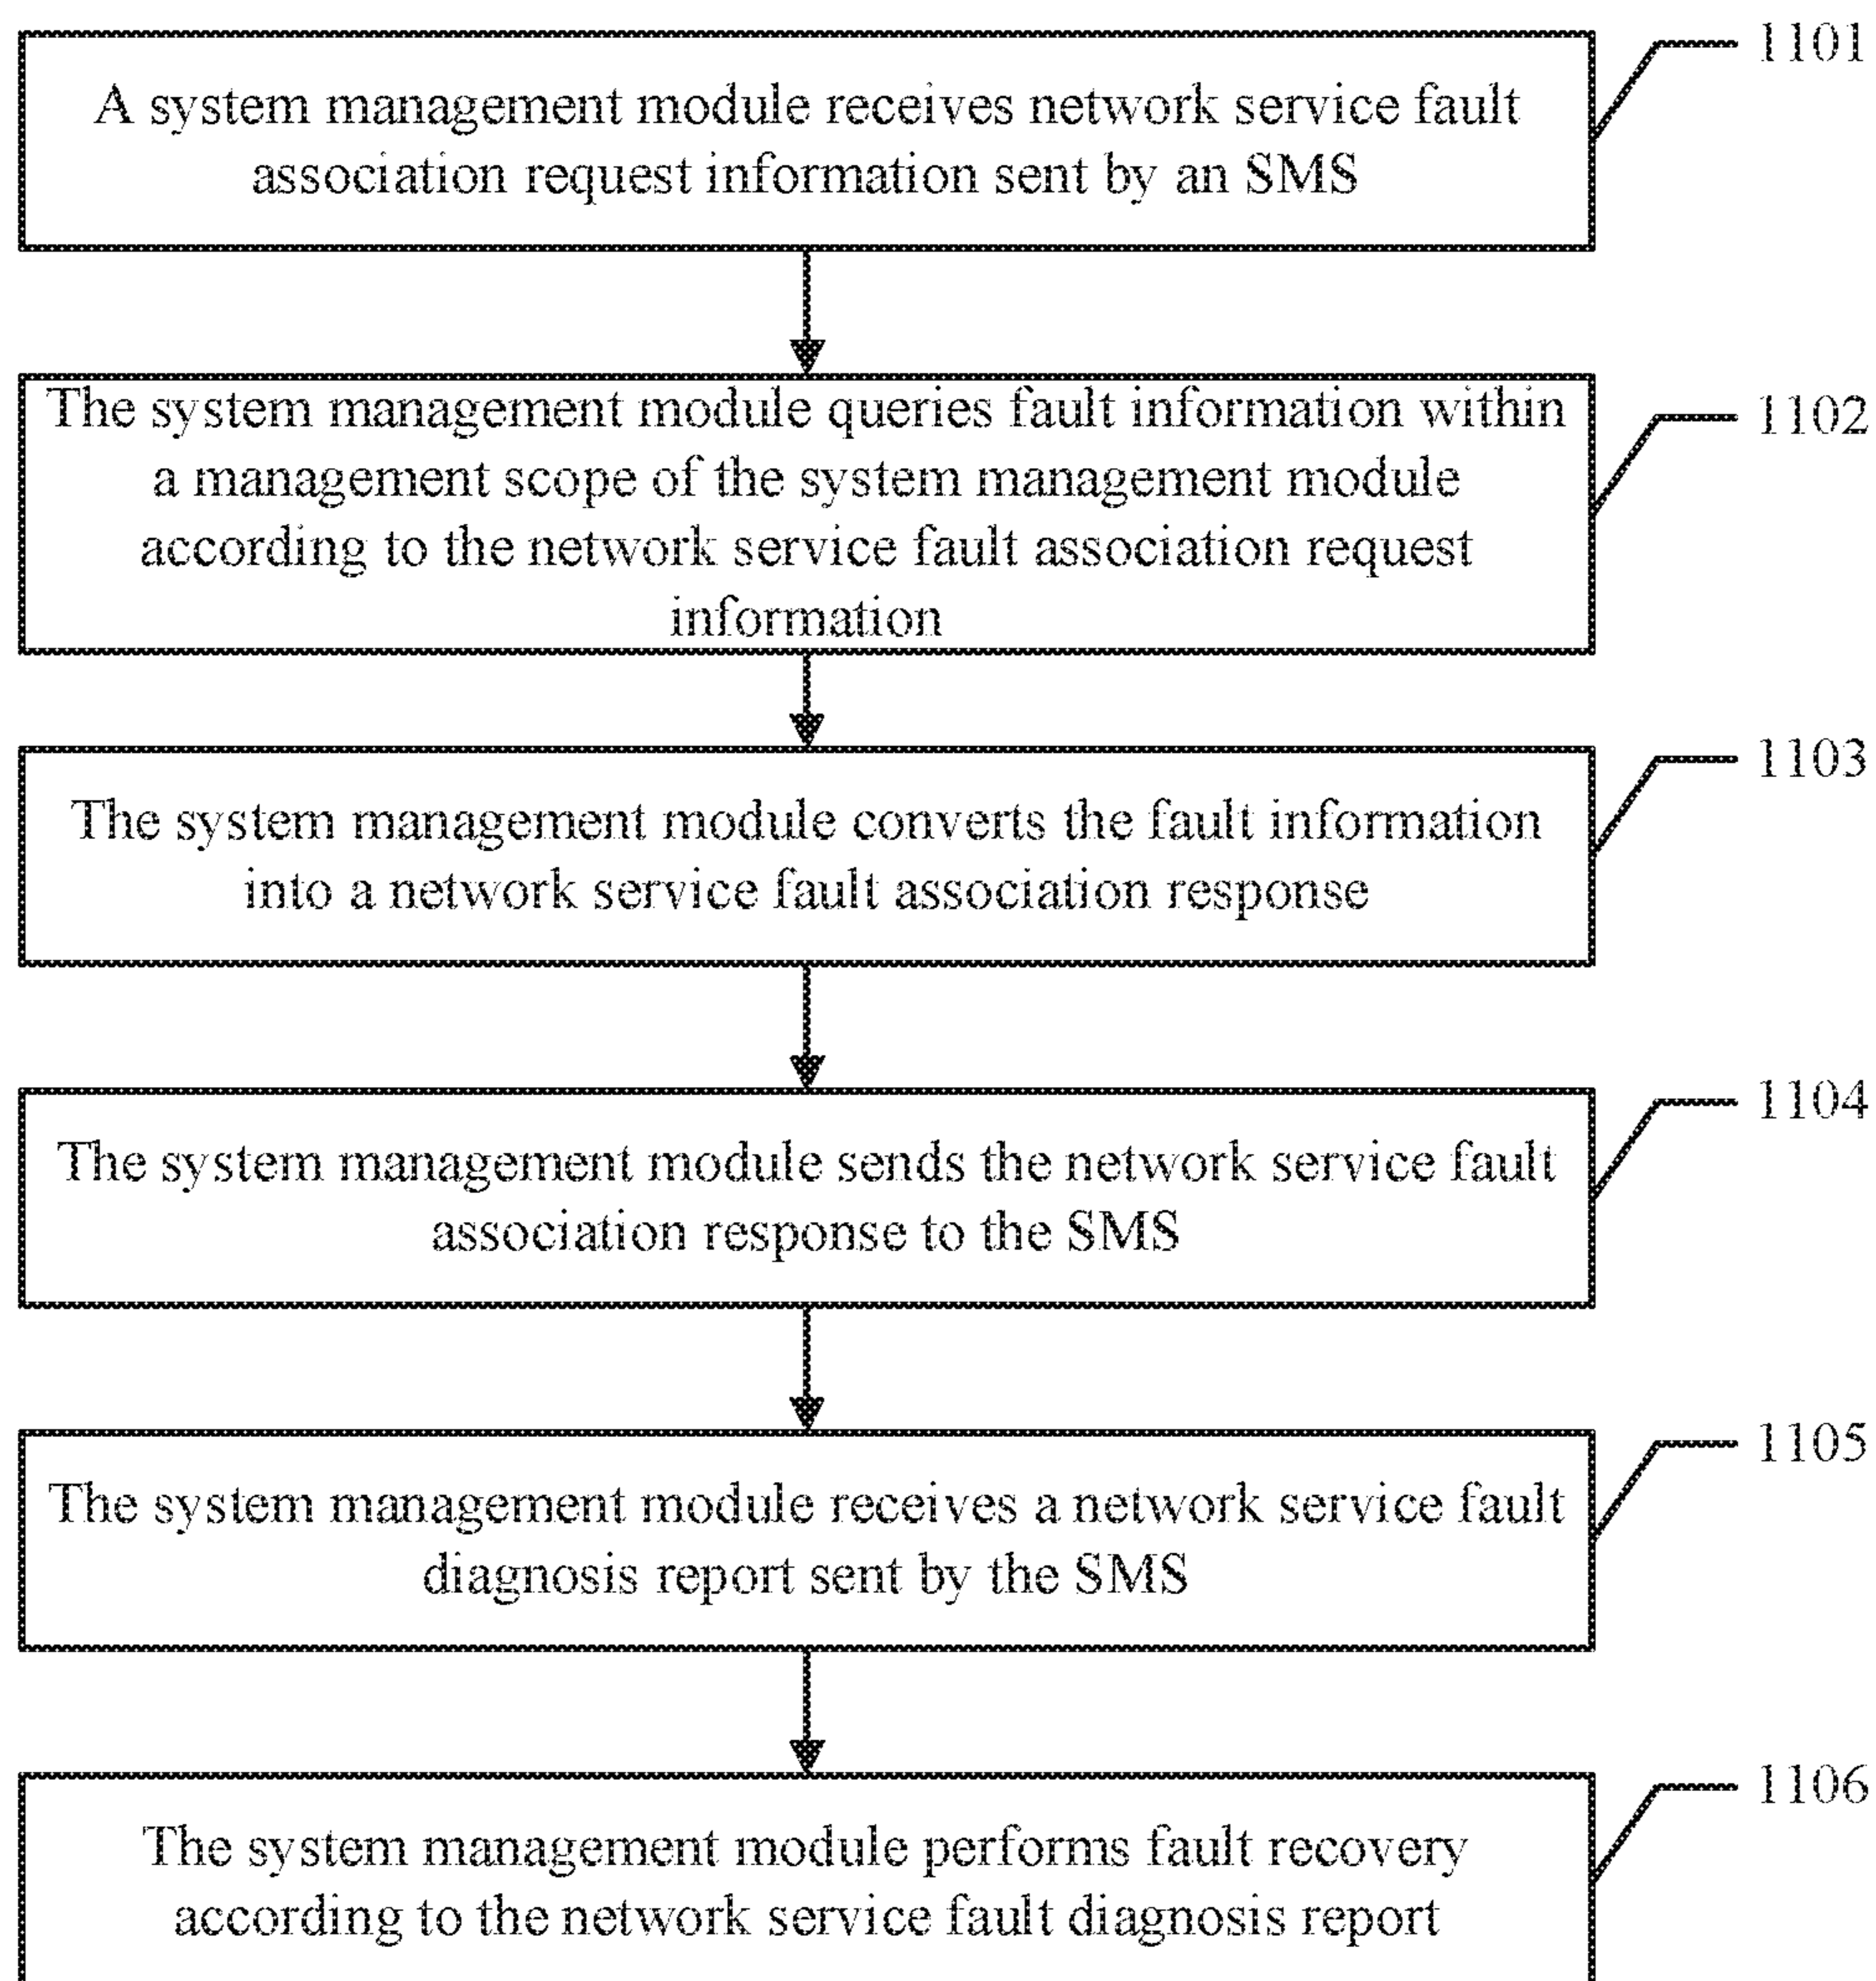 1101
A system management module receives network service fault
association request information sent by an SMS
1102
The system management module queries fault information within
a management scope of the system management module
according to the network service fault association request
information
1103
The system management module converts the fault information
into a network service fault association response
1104
The system management module sends the network service fault
association response to the SMS
1105
The system management module receives a network service fault
diagnosis report sent by the SMS
1106
The system management module performs fault recovery
according to the network service fault diagnosis report